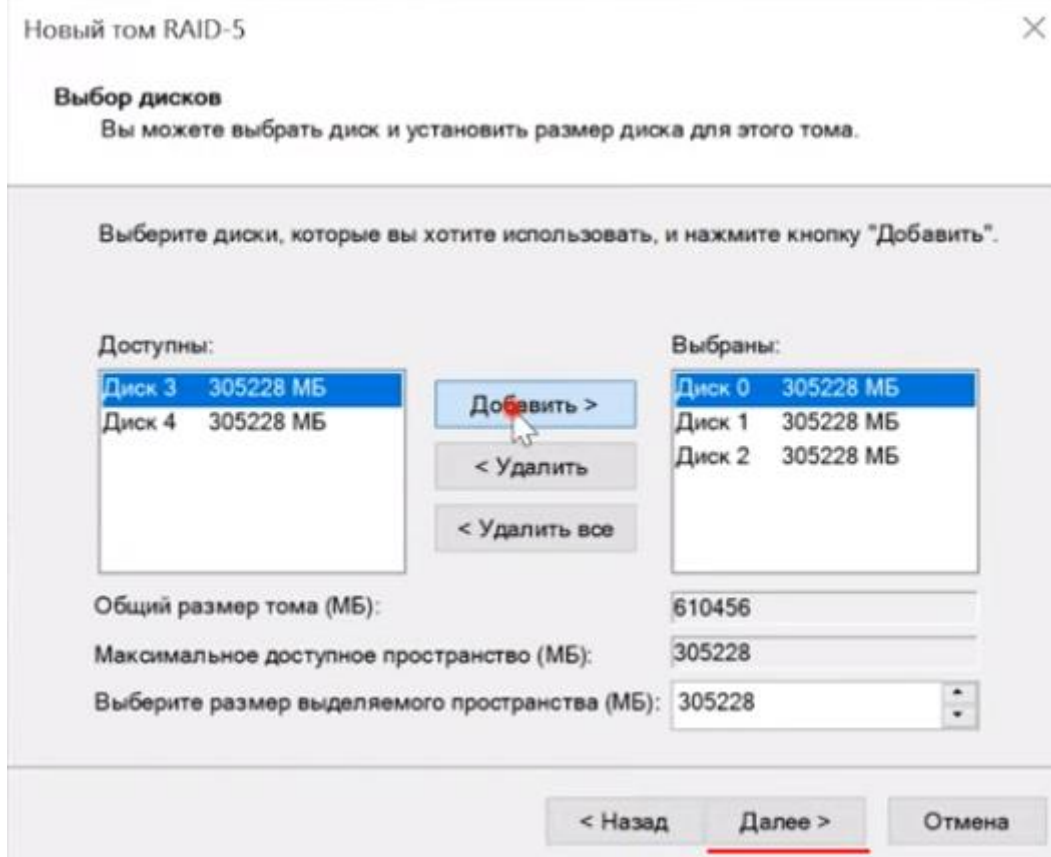 Новый том RAID-5
Выбор дисков
Вы можете выбрать диск и установить размер диска для этого тома.
Выберите диски, которые вы хотите использовать, и нажмите кнопку "Добавить".
Доступны:
Выбраны:
Диск 3 305228 МБ
Диск 4 305228 МБ
Добавить >
< Удалить
< Удалить все
Диск 0 305228 МБ
Диск 1 305228 МБ
Диск 2 305228 МБ
Общий размер тома (МБ): 610456
Максимальное доступное пространство (МБ): 305228
Выберите размер выделяемого пространства (МБ): 305228
< Назад Далее > Отмена